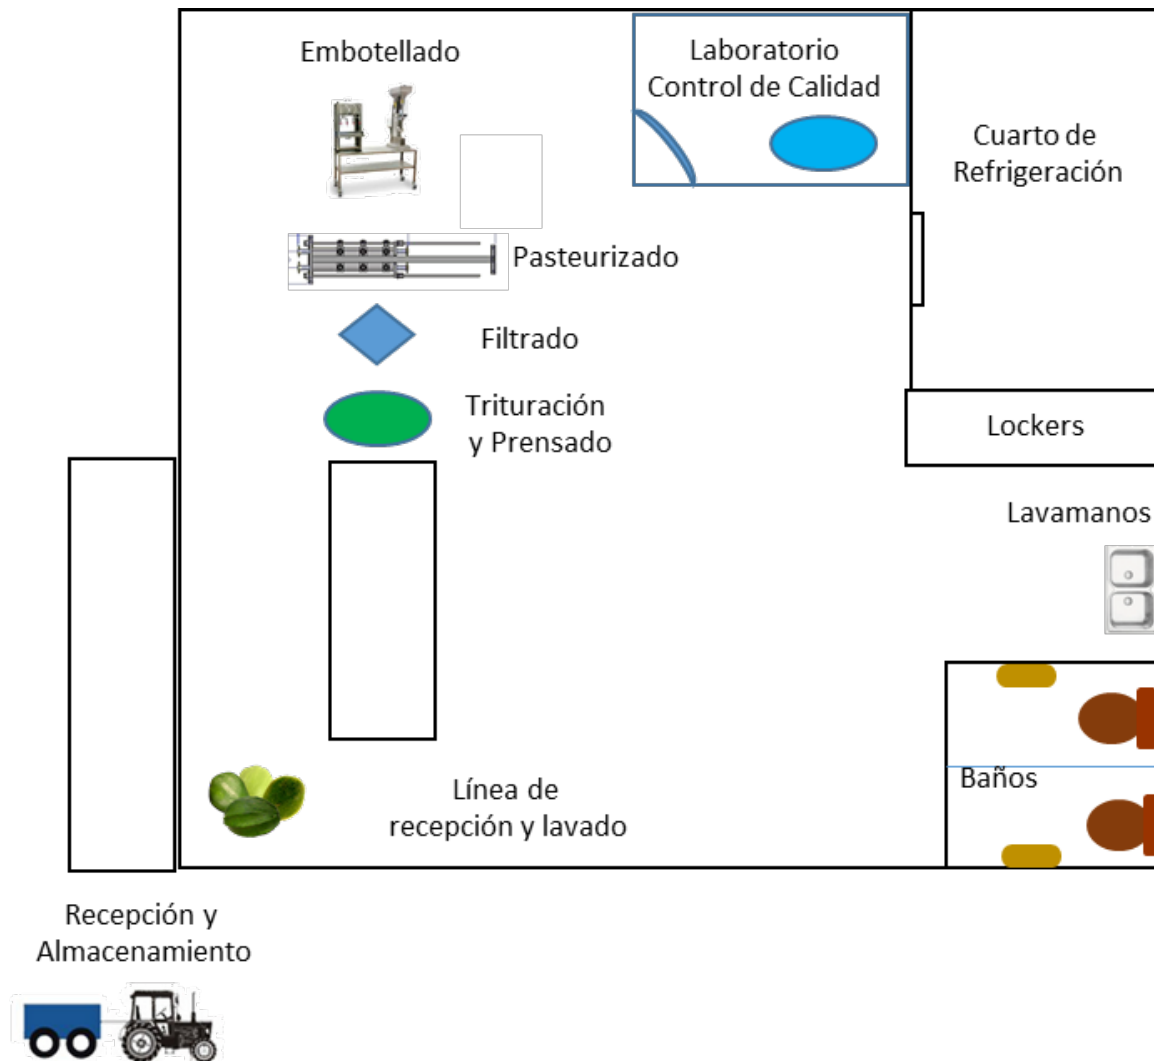 Embotellado
Laboratorio
Control de Calidad
Cuarto de
Refrigeración
Pasteurizado
Filtrado
Trituración
y Prensado
Lockers
Lavamanos
Baños
Línea de
recepción y lavado
Recepción y
Almacenamiento